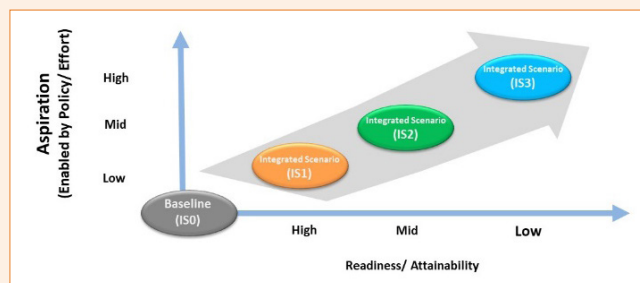 Aspiration
(Enabled by Policy/ Effort)
High
Mid
Low
Integrated Scenario
(IS3)
Integrated Scenario
(IS2)
Integrated Scenario
(IS1)
Baseline
(IS0)
High
Mid
Low
Readiness/ Attainability